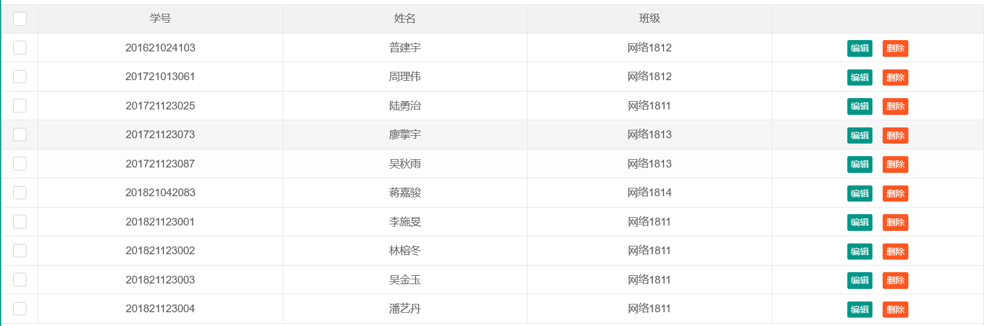 学号 姓名 班级
201621024103 普建宇 网络1812 编辑 删除
201721013061 周理伟 网络1812 编辑 删除
201721123025 陆勇治 网络1811 编辑 删除
201721123073 廖擎宇 网络1813 编辑 删除
201721123087 吴秋雨 网络1813 编辑 删除
201821042083 蒋嘉骏 网络1814 编辑 删除
201821123001 李施旻 网络1811 编辑 删除
201821123002 林榕冬 网络1811 编辑 删除
201821123003 吴金玉 网络1811 编辑 删除
201821123004 潘艺丹 网络1811 编辑 删除